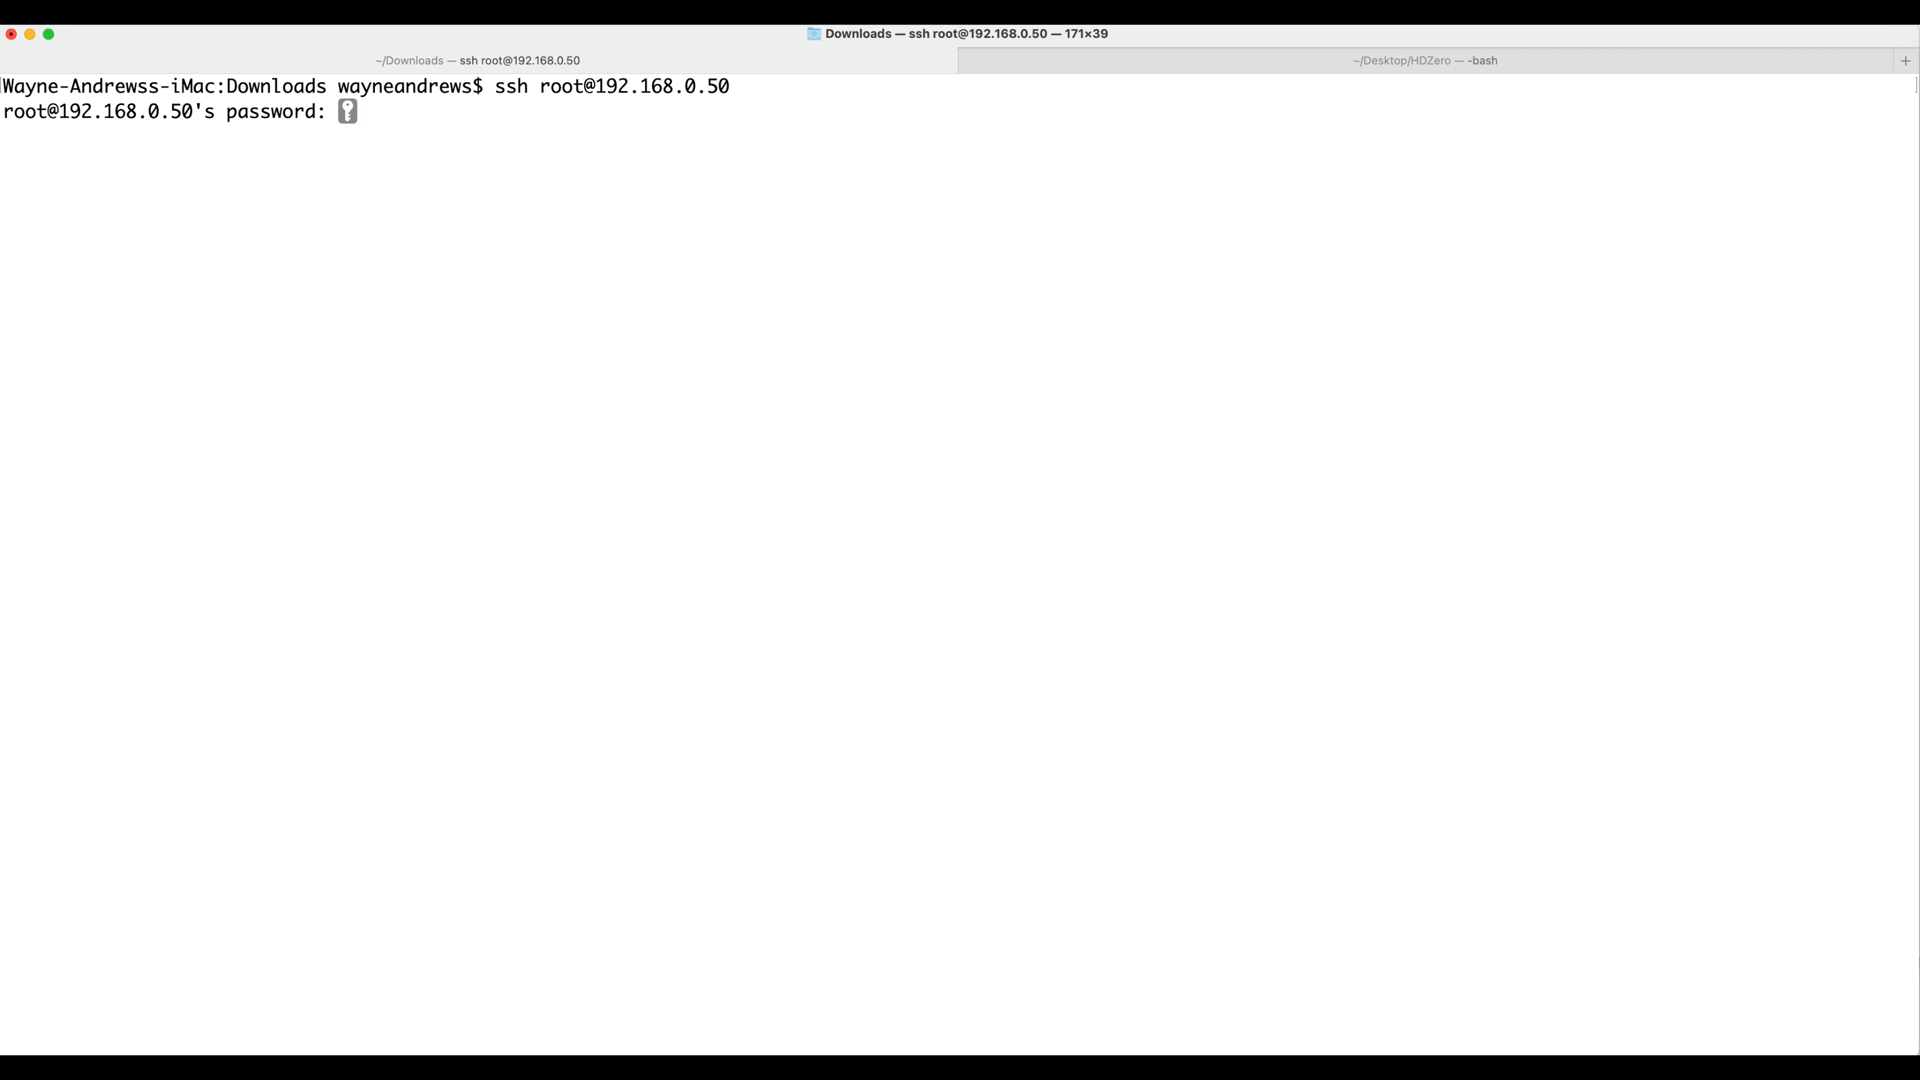 Downloads — ssh root@192.168.0.50 — 171×39
~/Downloads — ssh root@192.168.0.50
~/Desktop/HDZero — -bash
+
Wayne-Andrewss-iMac:Downloads wayneandrews$ ssh root@192.168.0.50
root@192.168.0.50's password: